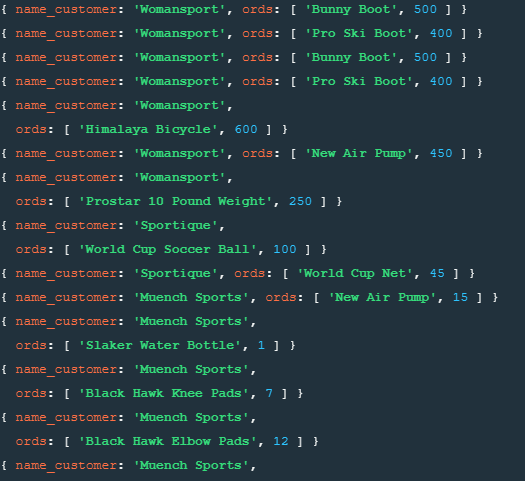 { name_customer: 'Womansport', ords: [ 'Bunny Boot', 500 ] }
{ name_customer: 'Womansport', ords: [ 'Pro Ski Boot', 400 ] }
{ name_customer: 'Womansport', ords: [ 'Bunny Boot', 500 ] }
{ name_customer: 'Womansport', ords: [ 'Pro Ski Boot', 400 ] }
{ name_customer: 'Womansport',
  ords: [ 'Himalaya Bicycle', 600 ] }
{ name_customer: 'Womansport', ords: [ 'New Air Pump', 450 ] }
{ name_customer: 'Womansport',
  ords: [ 'Prostar 10 Pound Weight', 250 ] }
{ name_customer: 'Sportique',
  ords: [ 'World Cup Soccer Ball', 100 ] }
{ name_customer: 'Sportique', ords: [ 'World Cup Net', 45 ] }
{ name_customer: 'Muench Sports', ords: [ 'New Air Pump', 15 ] }
{ name_customer: 'Muench Sports',
  ords: [ 'Slaker Water Bottle', 1 ] }
{ name_customer: 'Muench Sports',
  ords: [ 'Black Hawk Knee Pads', 7 ] }
{ name_customer: 'Muench Sports',
  ords: [ 'Black Hawk Elbow Pads', 12 ] }
{ name_customer: 'Muench Sports',